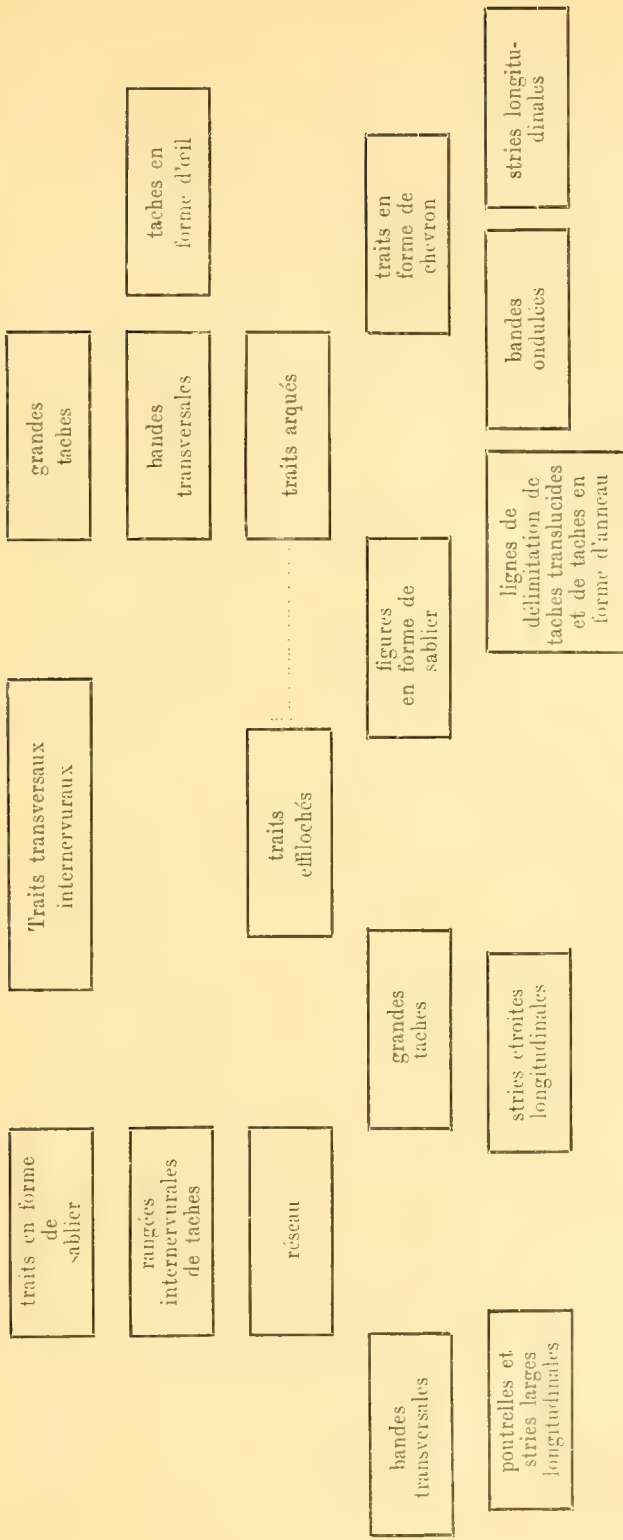 traits en forme
de
sablier
Traits transversaux
internervuraux
grandes
taches
rangées
internervurales
de taches
bandes
transversales
taches en
forme d'œil
réseau
traits
effilochés
traits arqués
bandes
transversales
grandes
taches
figures
en forme de
sablier
traits en
forme de
chevron
poutrelles et
stries larges
longitudinales
stries etroites
longitudinales
lignes de
délimitation de
taches translucides
et de taches en
forme d'anneau
bandes
ondulées
stries longitu-
dinales